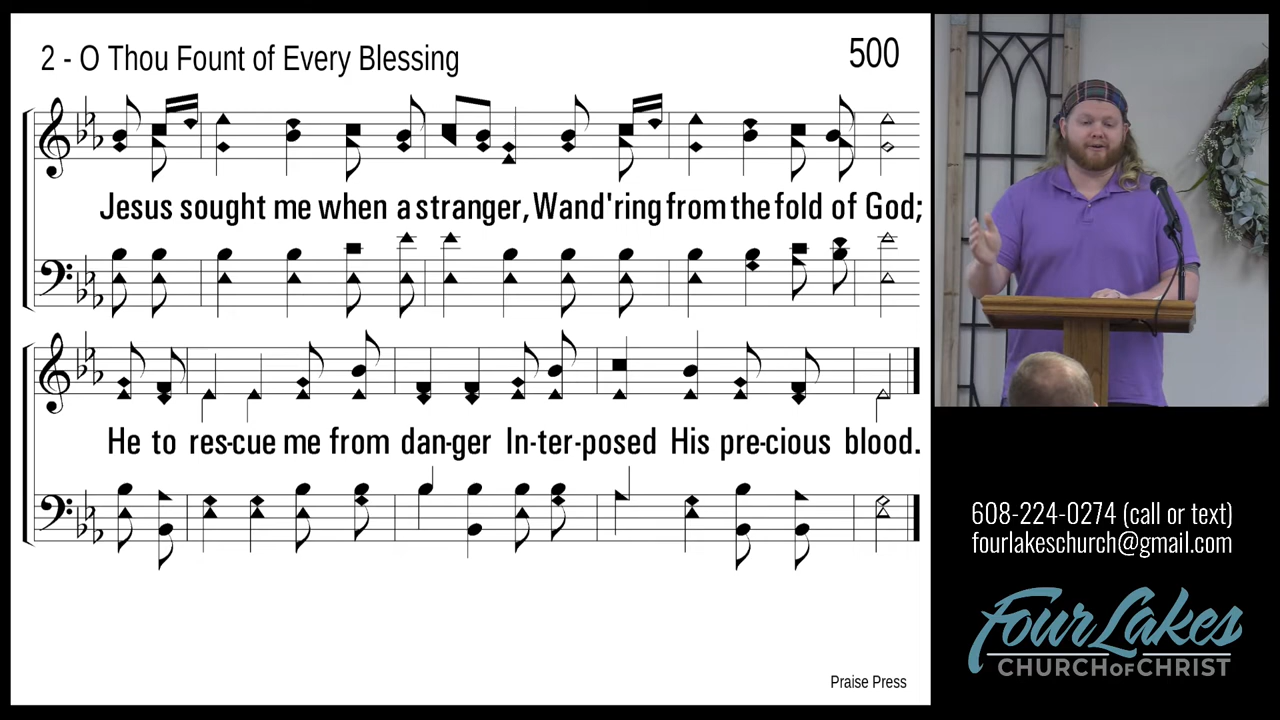 2 - O Thou Fount of Every Blessing
500
Jesus sought me when a stranger, Wand'ring from the fold of God;
He to res-cue me from dan-ger In-ter-posed His pre-cious blood.
Praise Press
608-224-0274 (call or text)
fourlakeschurch@gmail.com
Four Lakes
CHURCH OF CHRIST